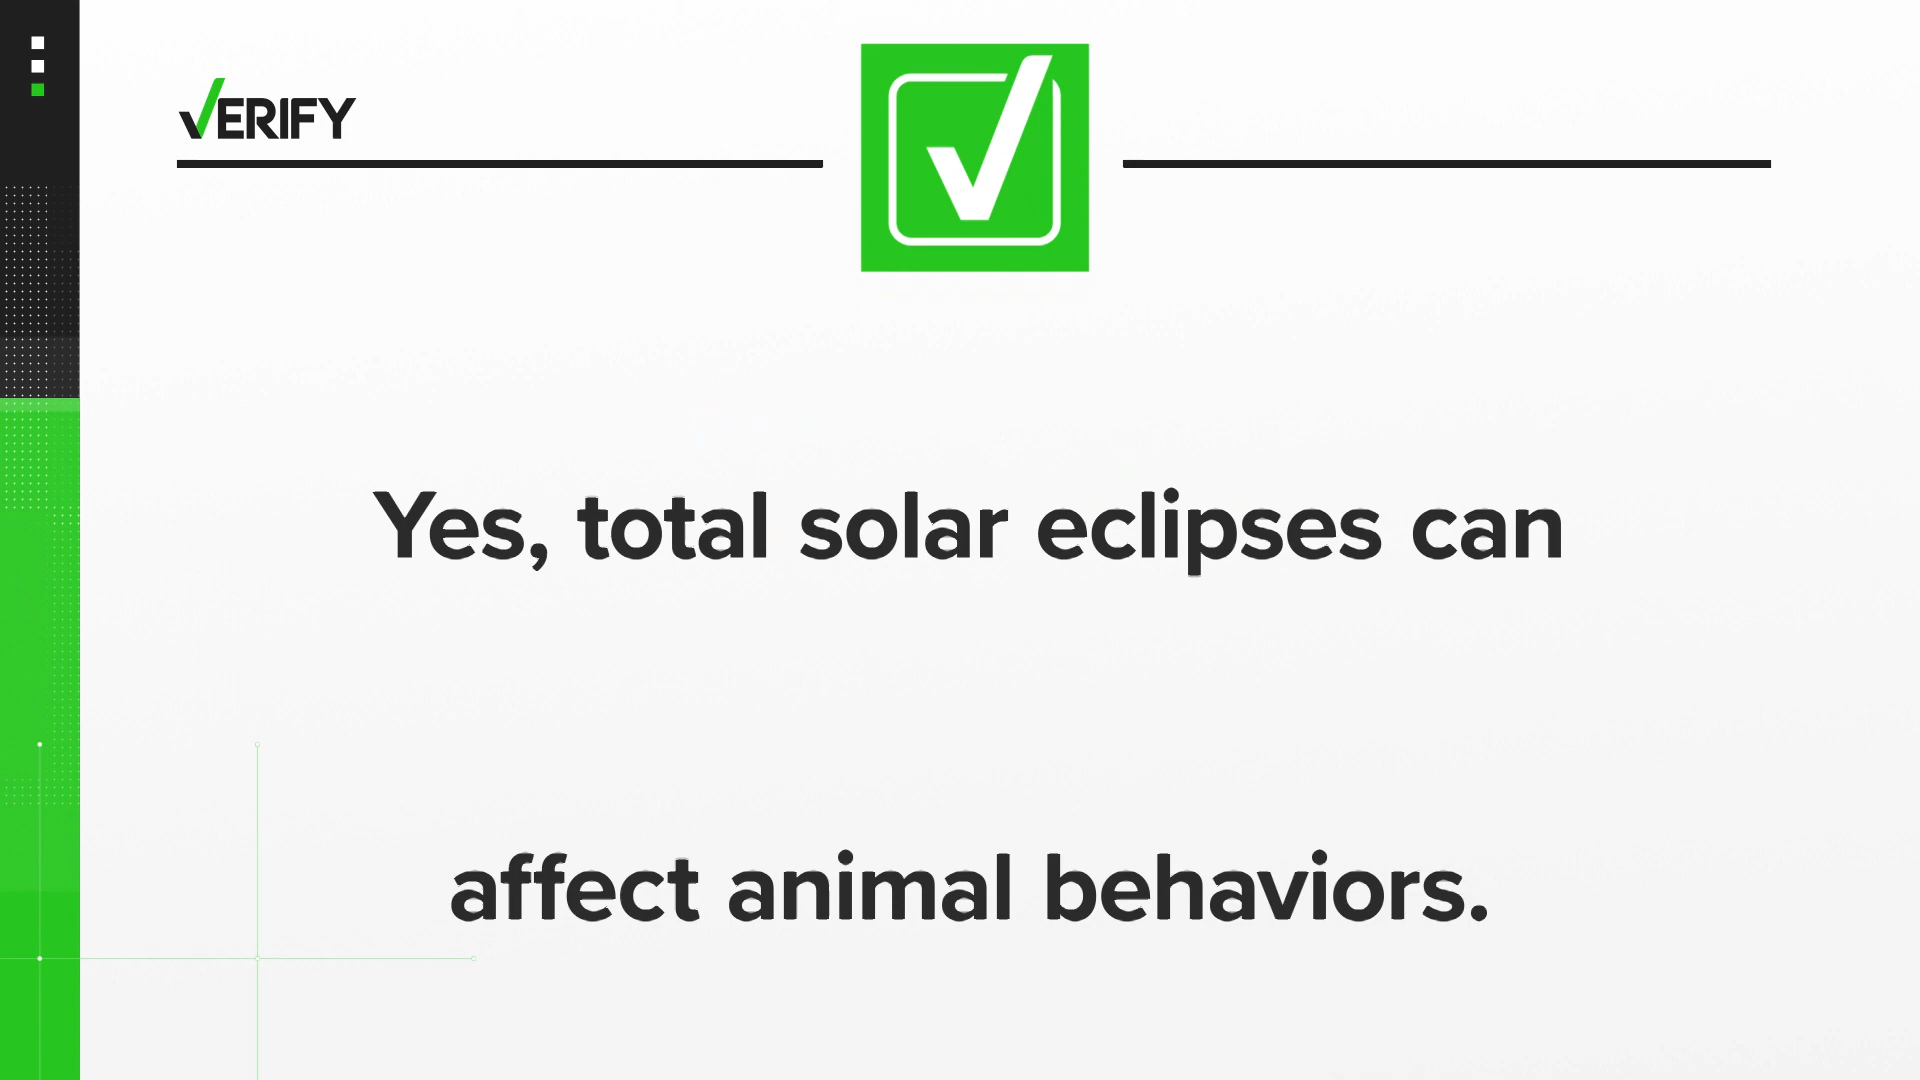 VERIFY
Yes, total solar eclipses can
affect animal behaviors.